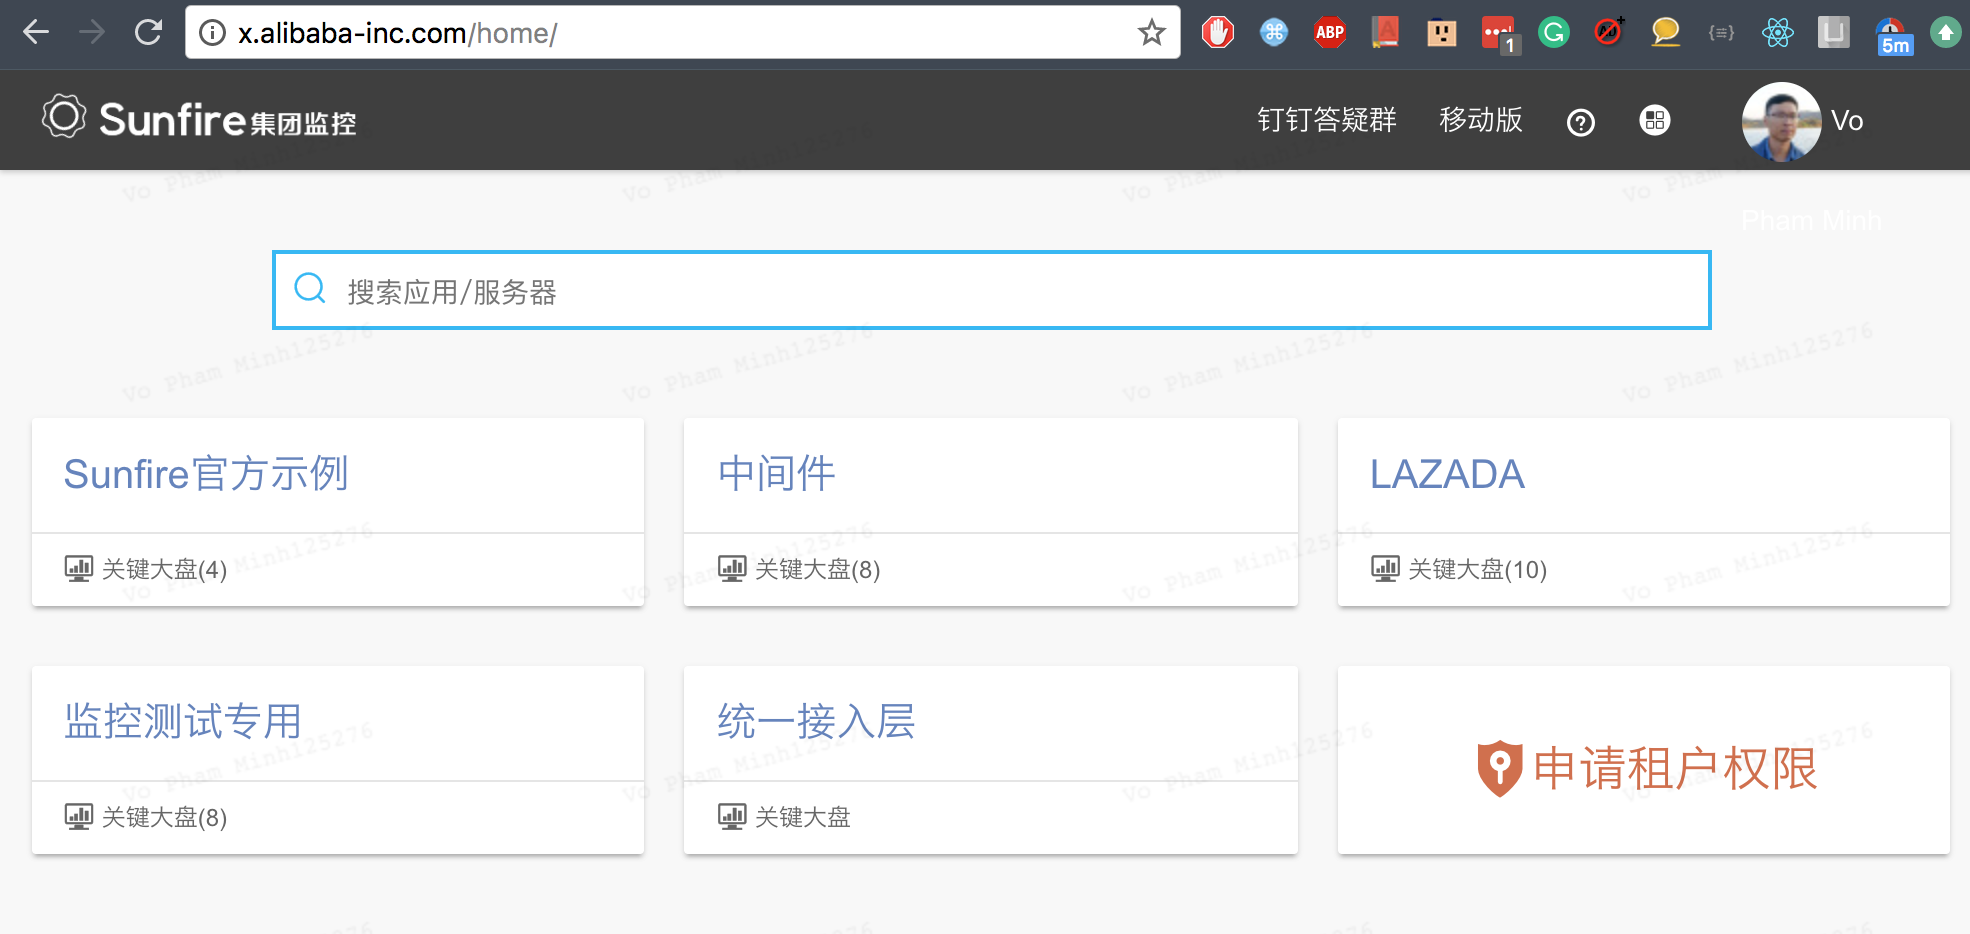 x.alibaba-inc.com/home/
ABP
1
5m
Sunfire集团监控
钉钉答疑群
移动版
Vo
Pham Minh
搜索应用/服务器
Sunfire官方示例
中间件
LAZADA
关键大盘(4)
关键大盘(8)
关键大盘(10)
监控测试专用
统一接入层
申请租户权限
关键大盘(8)
关键大盘
Vo Pham Minh125276